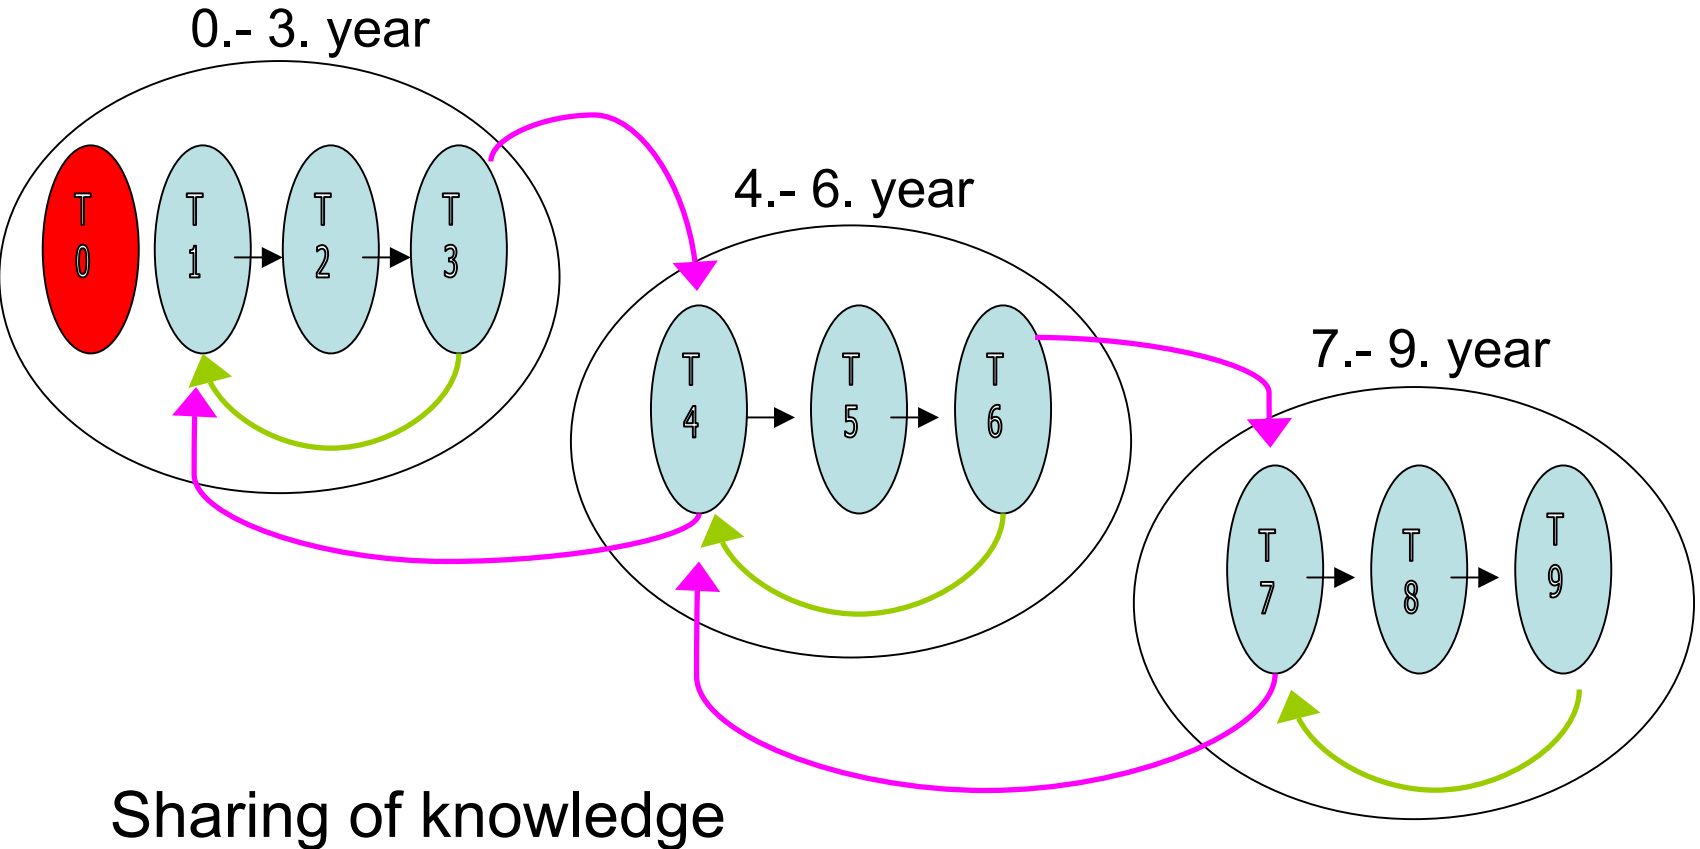 0.- 3. year
T
0
T
1
T
2
T
3
4.- 6. year
T
4
T
5
T
6
7.- 9. year
T
7
T
8
T
9
Sharing of knowledge